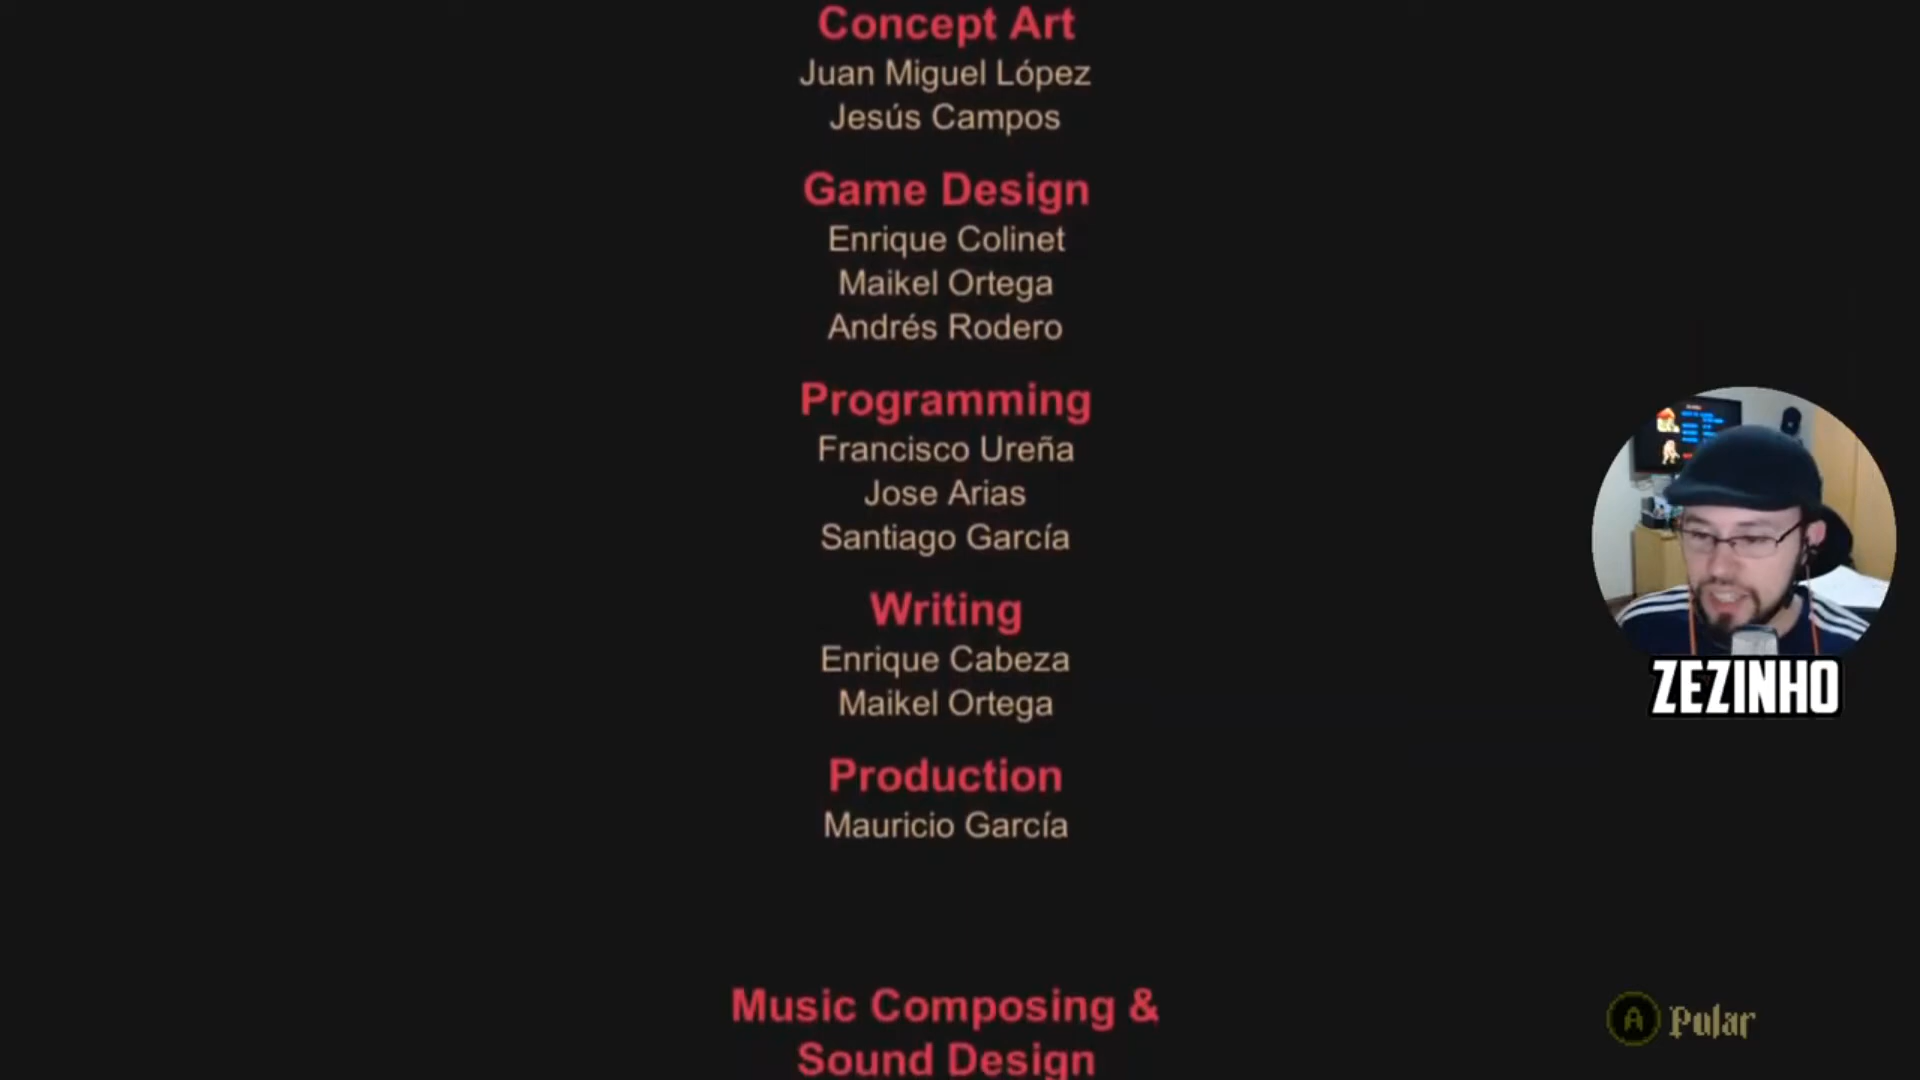 Concept Art
Juan Miguel López
Jesús Campos
Game Design
Enrique Colinet
Maikel Ortega
Andrés Rodero
Programming
Francisco Ureña
Jose Arias
Santiago García
Writing
Enrique Cabeza
Maikel Ortega
Production
Mauricio García
ZEZINHO
Music Composing &
Sound Design
A Pular